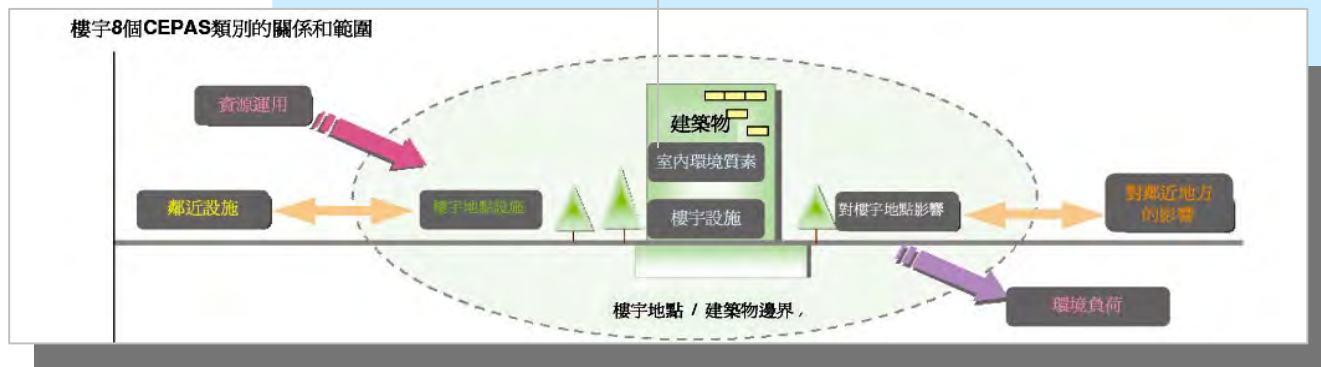 樓宇8個CEPAS類別的關係和範圍
資源運用
建築物
室內環境質素
鄰近設施
樓宇地點設施
樓宇設施
對樓宇地點影響
對鄰近地方
的影響
樓宇地點 / 建築物邊界
環境負荷